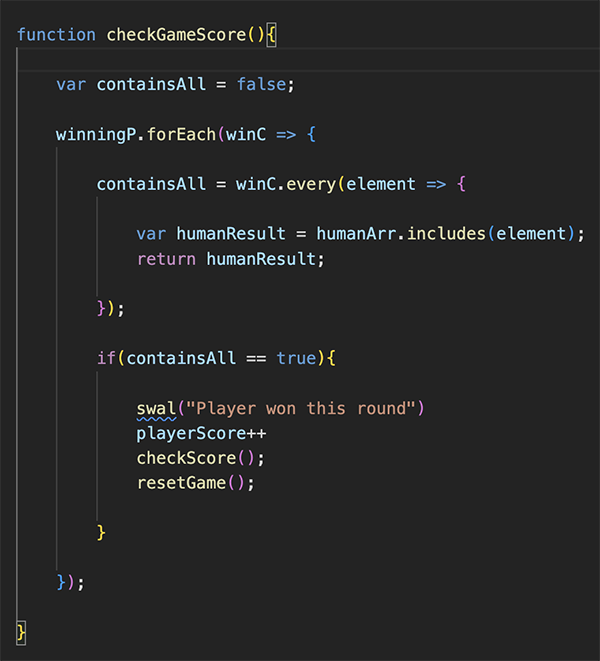 function checkGameScore(){
var containsAll = false;
winningP.forEach(winC => {
containsAll = winC.every(element => {
var humanResult = humanArr.includes(element);
return humanResult;
});
if(containsAll == true){
swal("Player won this round")
playerScore++
checkScore();
resetGame();
}
});
}